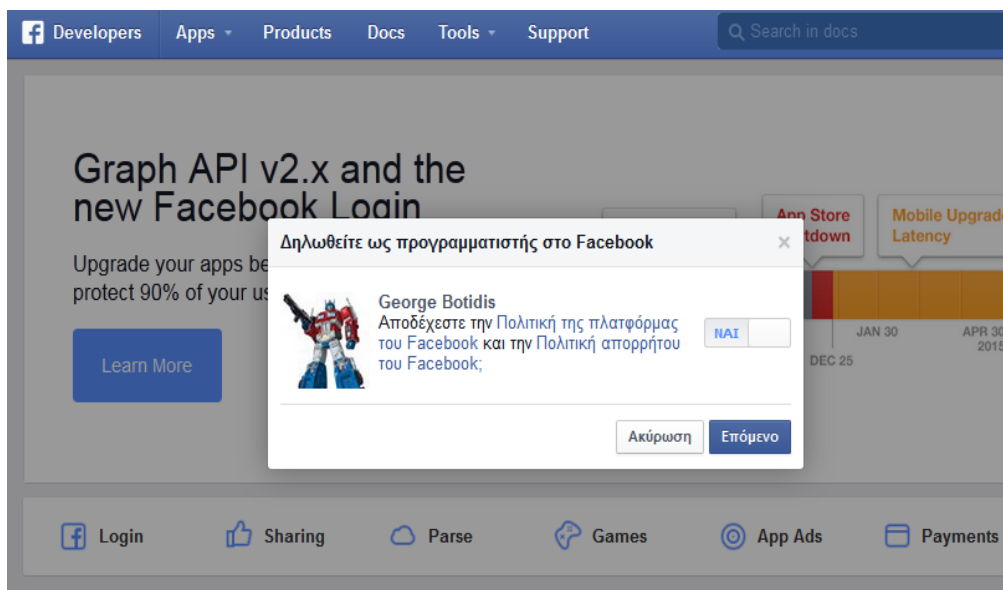 Developers Apps Products Docs Tools Support Search in docs
Graph API v2.x and the
new Facebook Login
Upgrade your apps be
protect 90% of your us
Learn More
App Store
tdown
Mobile Upgrad
Latency
JAN 30
APR 30
2015
DEC 25
Δηλωθείτε ως προγραμματιστής στο Facebook
George Botidis
Αποδέχεστε την Πολιτική της πλατφόρμας
του Facebook και την Πολιτική απορρήτου
του Facebook;
ΝΑΙ
Ακύρωση Επόμενο
Login Sharing Parse Games App Ads Payments